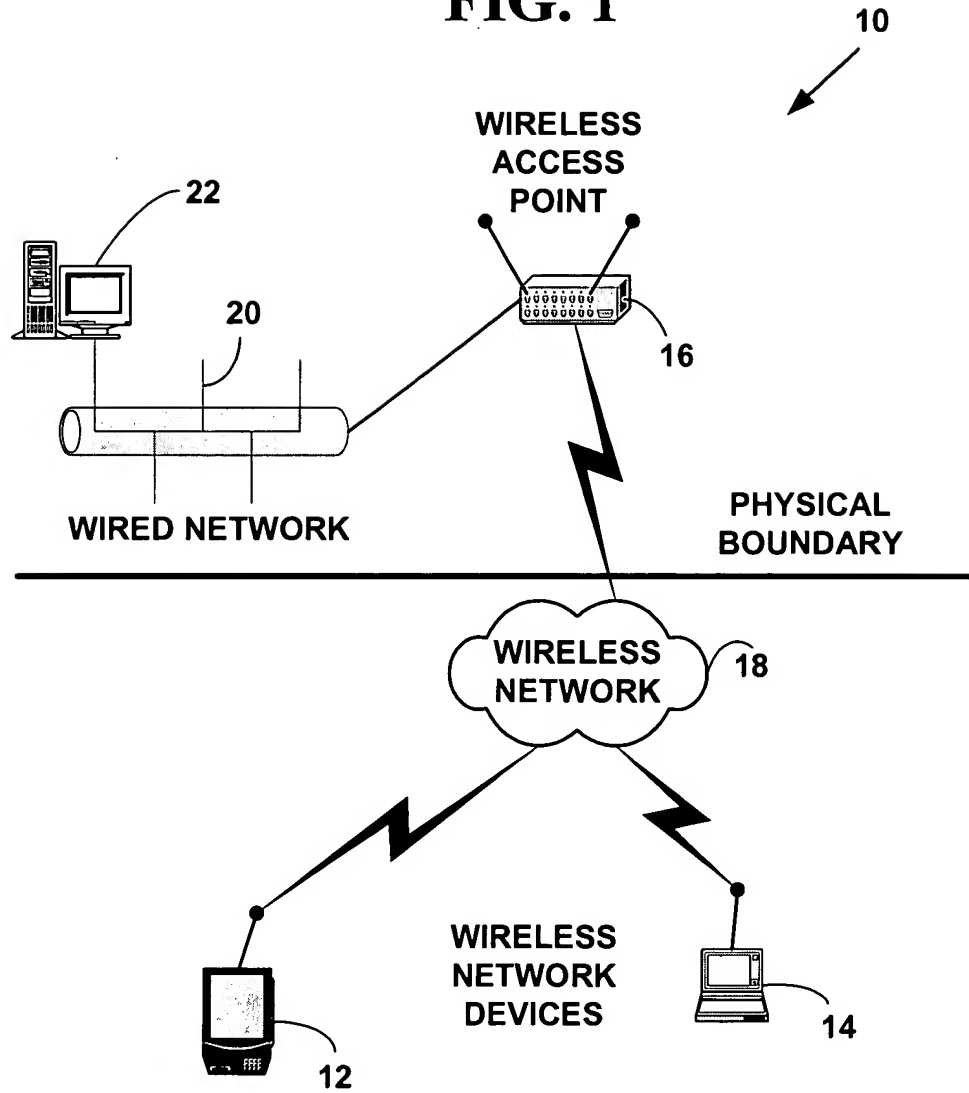 FIG. 1
10
WIRELESS
ACCESS
POINT
22
20
16
WIRED NETWORK
PHYSICAL
BOUNDARY
WIRELESS
NETWORK
18
WIRELESS
NETWORK
DEVICES
12
14